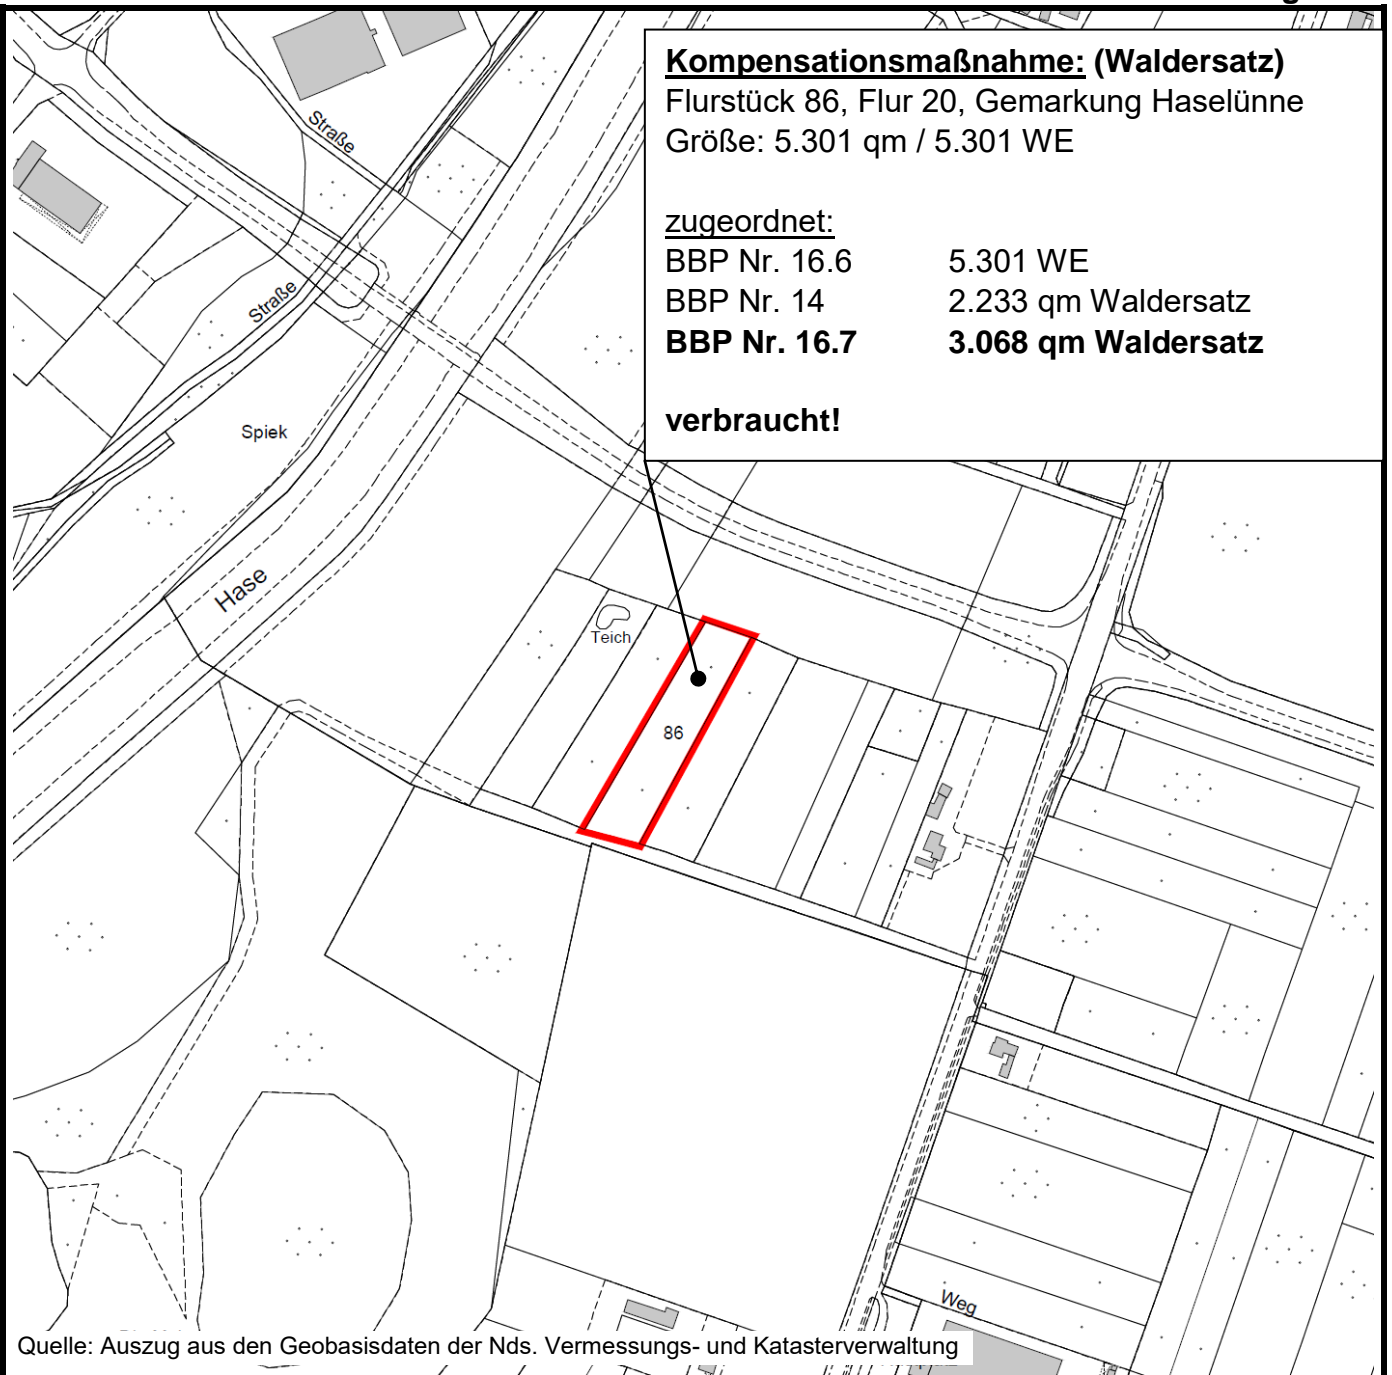 Kompensationsmaßnahme: (Waldersatz)
Flurstück 86, Flur 20, Gemarkung Haselünne
Größe: 5.301 qm / 5.301 WE
zugeordnet:
BBP Nr. 16.6 5.301 WE
BBP Nr. 14 2.233 qm Waldersatz
BBP Nr. 16.7 3.068 qm Waldersatz
verbraucht!
Straße
Straße
Spiek
Hase
Teich
86
Weg
Quelle: Auszug aus den Geobasisdaten der Nds. Vermessungs- und Katasterverwaltung